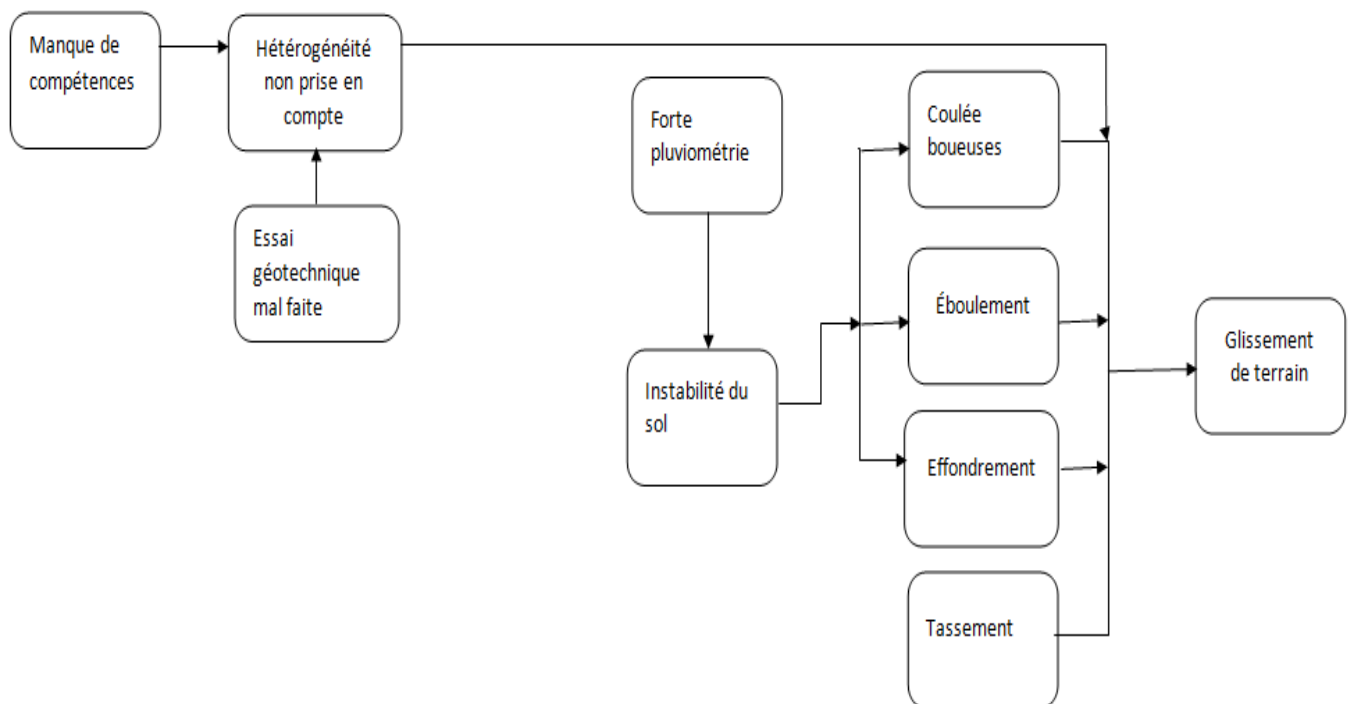 Manque de
compétences
Hétérogénéité
non prise en
compte
Essai
géotechnique
mal faite
Forte
pluviométrie
Instabilité du
sol
Coulée
boueuses
Éboulement
Effondrement
Tassement
Glissement
de terrain